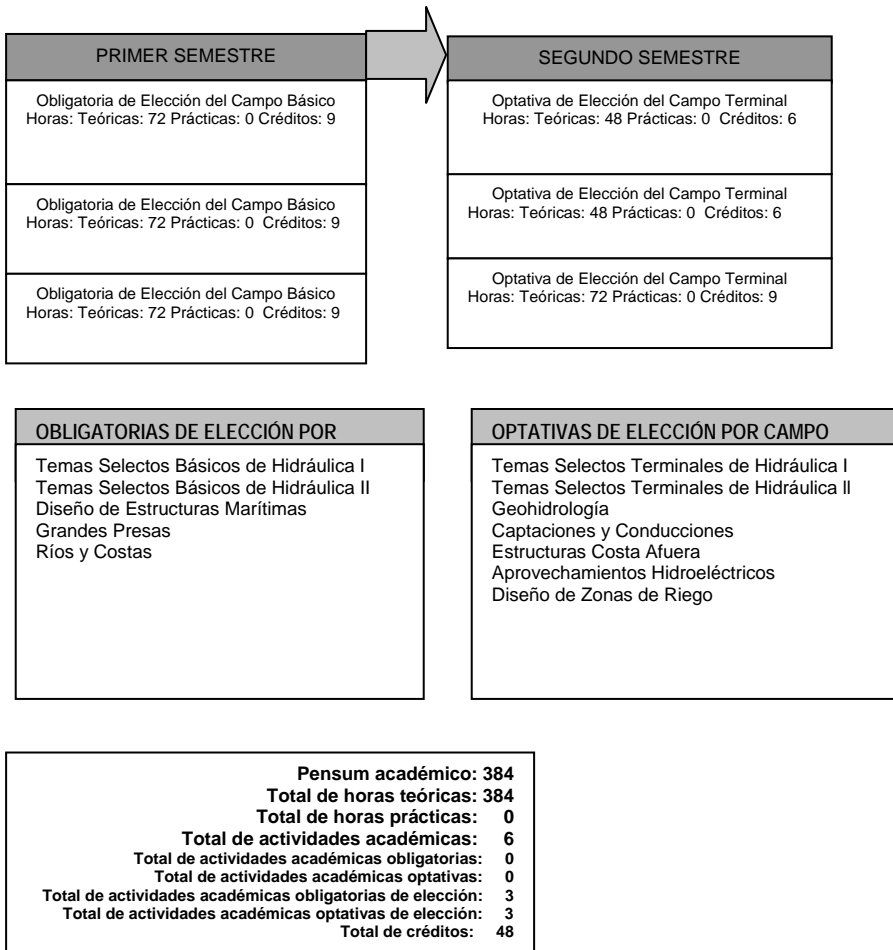 PRIMER SEMESTRE
Obligatoria de Elección del Campo Básico
Horas: Teóricas: 72 Prácticas: 0 Créditos: 9
Obligatoria de Elección del Campo Básico
Horas: Teóricas: 72 Prácticas: 0 Créditos: 9
Obligatoria de Elección del Campo Básico
Horas: Teóricas: 72 Prácticas: 0 Créditos: 9
SEGUNDO SEMESTRE
Optativa de Elección del Campo Terminal
Horas: Teóricas: 48 Prácticas: 0 Créditos: 6
Optativa de Elección del Campo Terminal
Horas: Teóricas: 48 Prácticas: 0 Créditos: 6
Optativa de Elección del Campo Terminal
Horas: Teóricas: 72 Prácticas: 0 Créditos: 9
OBLIGATORIAS DE ELECCIÓN POR
Temas Selectos Básicos de Hidráulica I
Temas Selectos Básicos de Hidráulica II
Diseño de Estructuras Marítimas
Grandes Presas
Ríos y Costas
OPTATIVAS DE ELECCIÓN POR CAMPO
Temas Selectos Terminales de Hidráulica I
Temas Selectos Terminales de Hidráulica II
Geohidrología
Captaciones y Conducciones
Estructuras Costa Afuera
Aprovechamientos Hidroeléctricos
Diseño de Zonas de Riego
Pensum académico: 384
Total de horas teóricas: 384
Total de horas prácticas: 0
Total de actividades académicas: 6
Total de actividades académicas obligatorias: 0
Total de actividades académicas optativas: 0
Total de actividades académicas obligatorias de elección: 3
Total de actividades académicas optativas de elección: 3
Total de créditos: 48